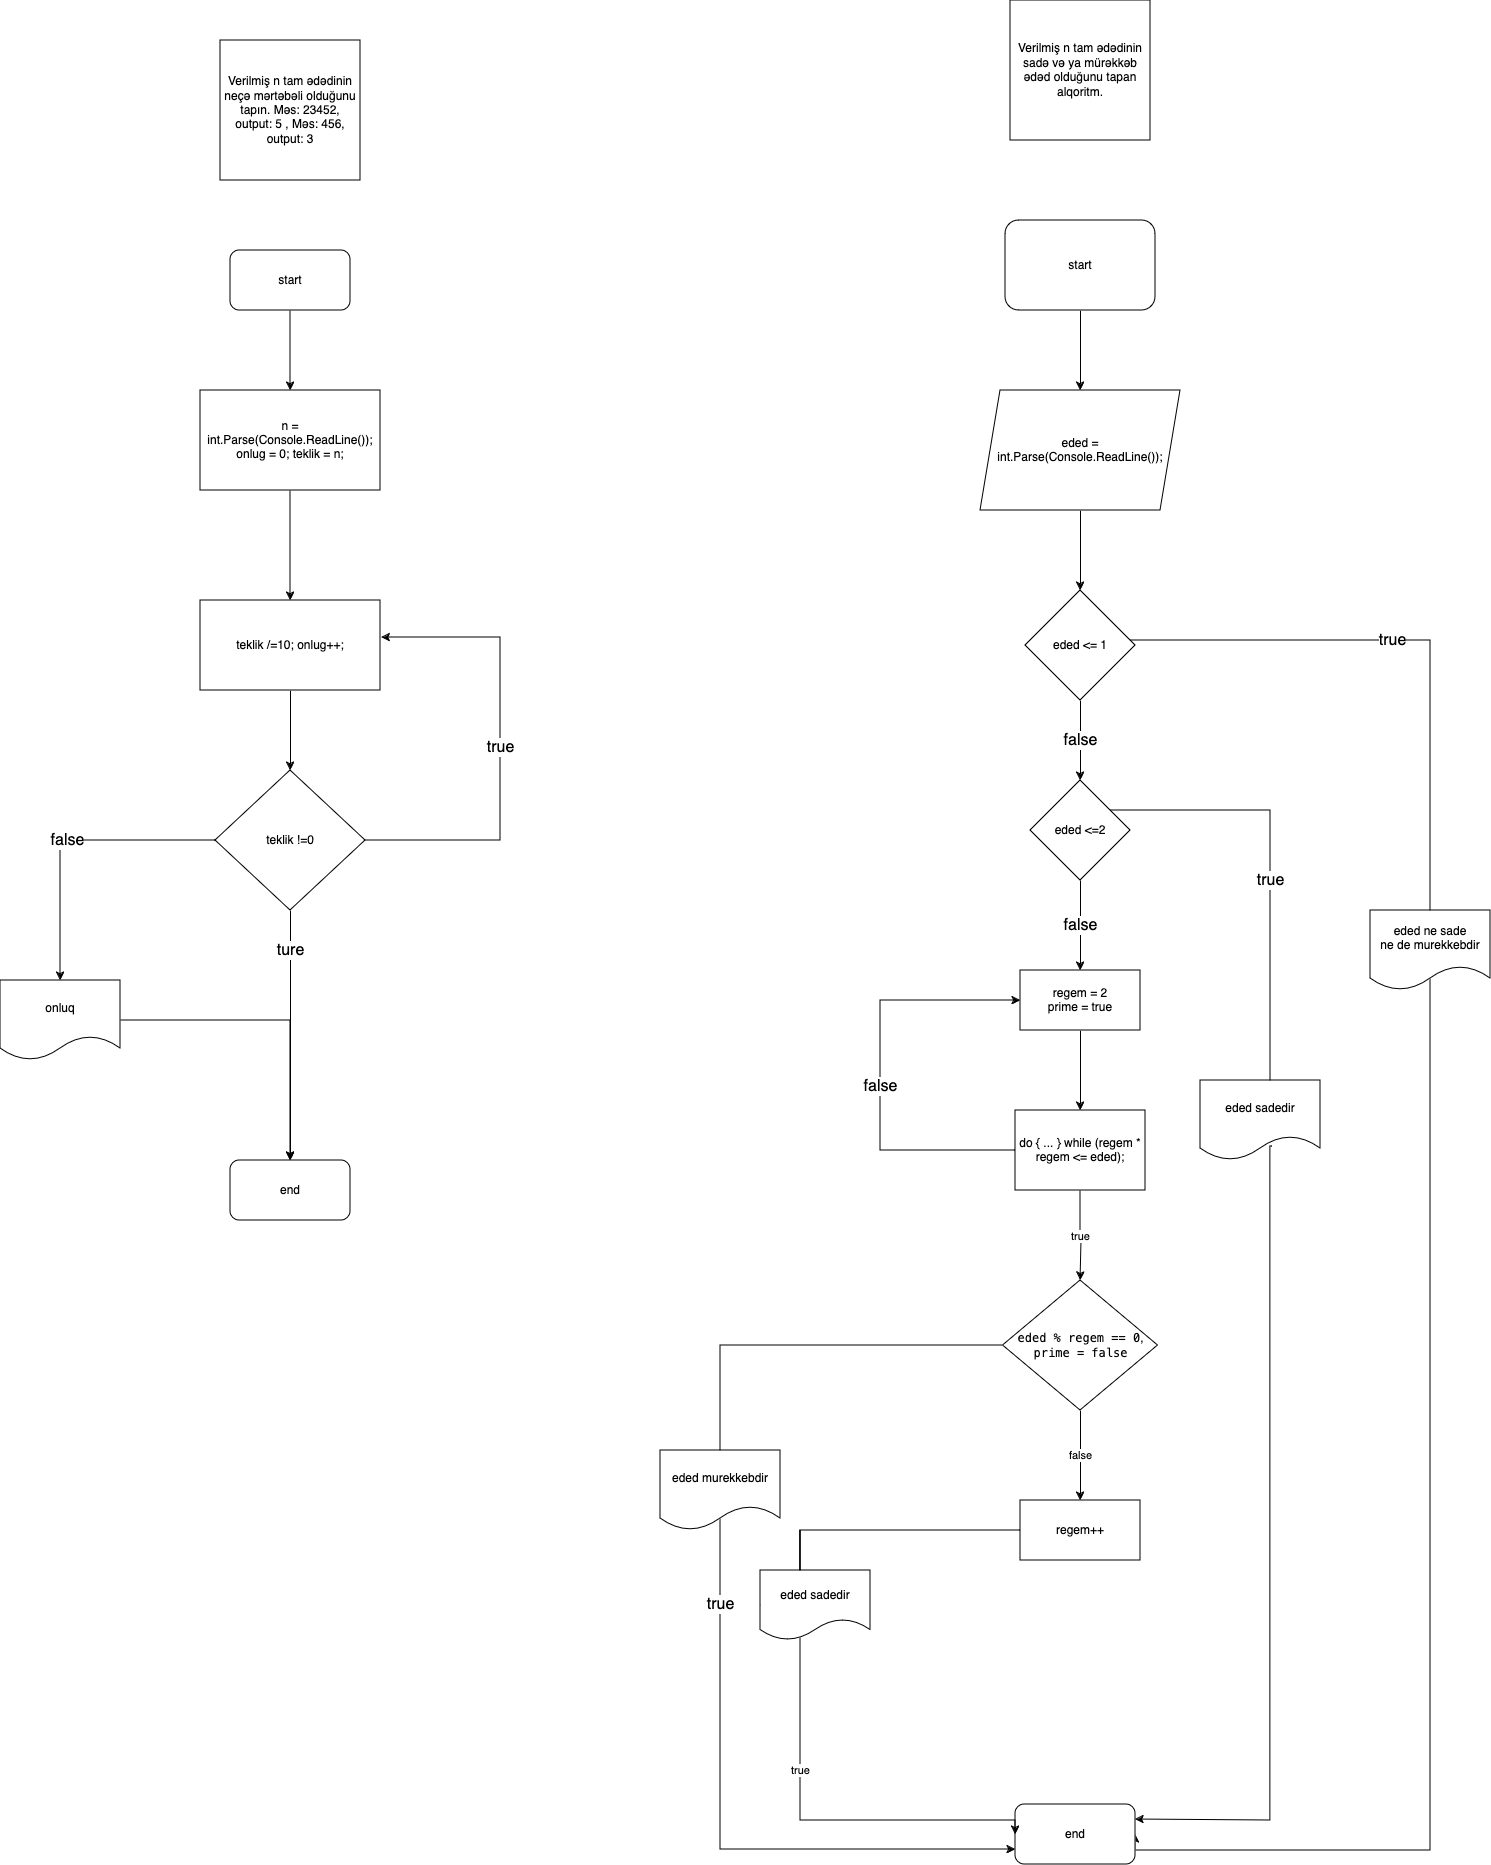 Verilmiş n tam ədədinin
neçə mərtəbəli olduğunu
tapın. Məs: 23452,
output: 5 , Məs: 456,
output: 3
start
n =
int.Parse(Console.ReadLine());
onlug = 0; teklik = n;
teklik /=10; onlug++;
true
teklik !=0
false
ture
onluq
end
Verilmiş n tam ədədinin
sadə və ya mürəkkəb
ədəd olduğunu tapan
alqoritm.
start
eded =
int.Parse(Console.ReadLine());
eded <= 1
true
false
eded <=2
true
false
eded ne sade
ne de murekkebdir
regem = 2
prime = true
false
eded sadedir
do { ... } while (regem *
regem <= eded);
true
eded % regem == 0,
prime = false
false
eded murekkebdir
regem++
eded sadedir
true
true
end